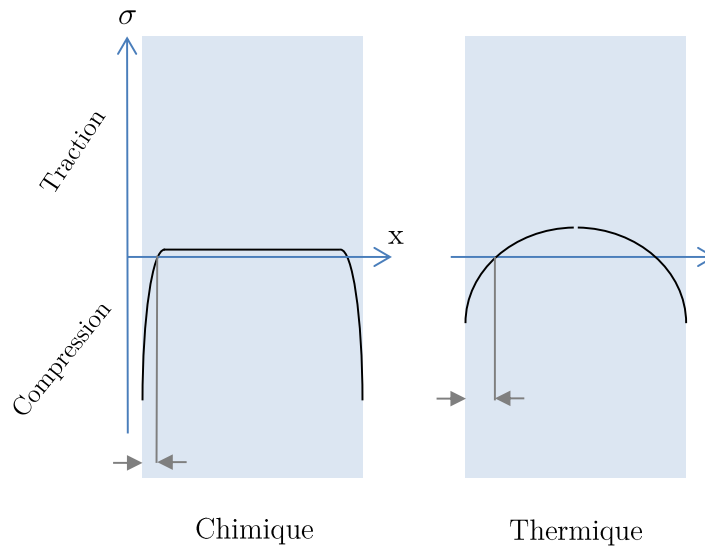 σ
Traction
x
Compression
Chimique
Thermique